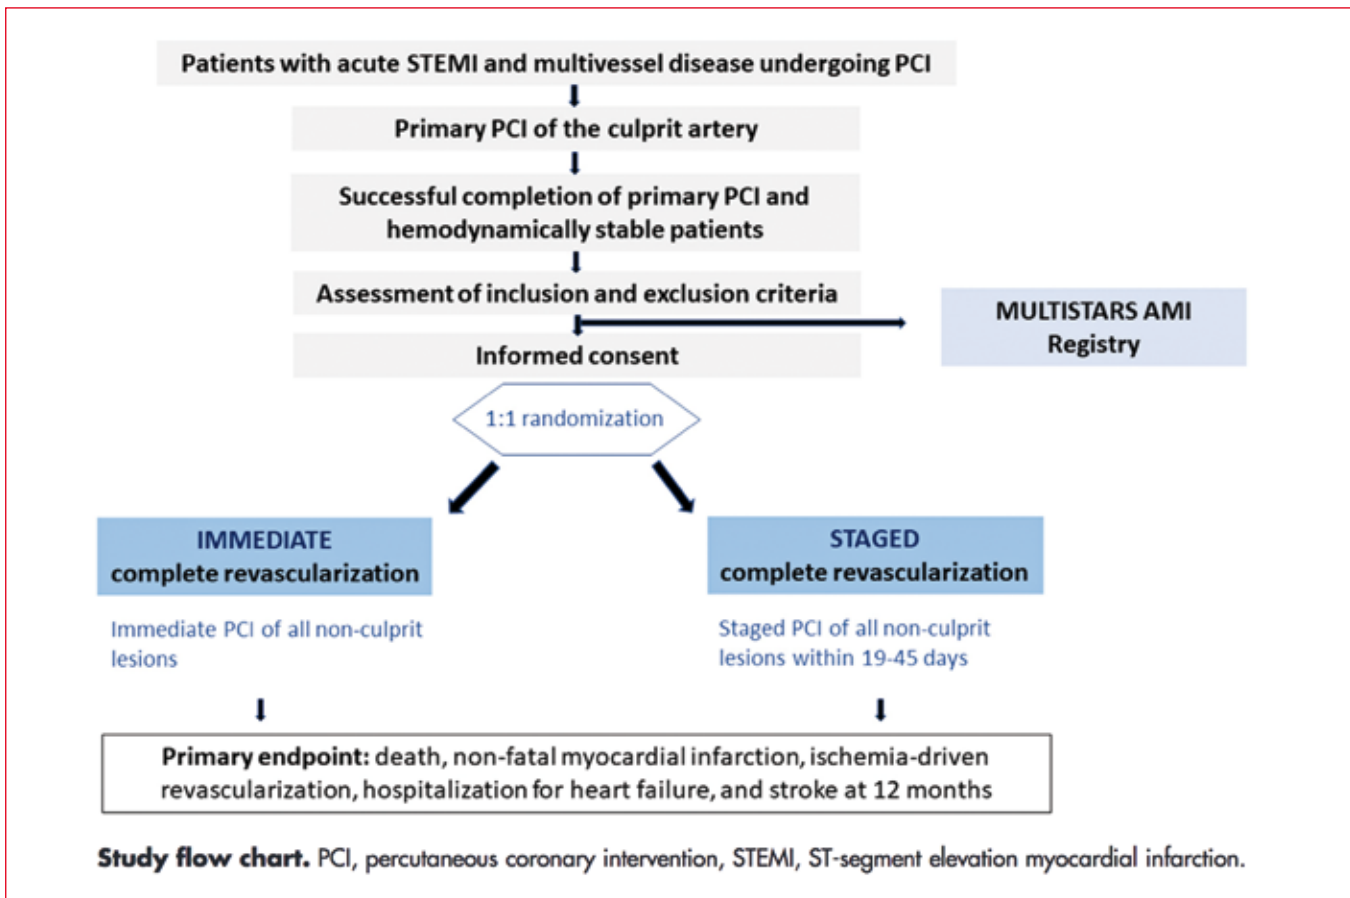 Patients with acute STEMI and multivessel disease undergoing PCI
Primary PCI of the culprit artery
Successful completion of primary PCI and
hemodynamically stable patients
Assessment of inclusion and exclusion criteria
MULTISTARS AMI
Registry
Informed consent
1:1 randomization
IMMEDIATE
complete revascularization
Immediate PCI of all non-culprit
lesions
STAGED
complete revascularization
Staged PCI of all non-culprit
lesions within 19-45 days
Primary endpoint: death, non-fatal myocardial infarction, ischemia-driven
revascularization, hospitalization for heart failure, and stroke at 12 months
Study flow chart. PCI, percutaneous coronary intervention, STEMI, ST-segment elevation myocardial infarction.